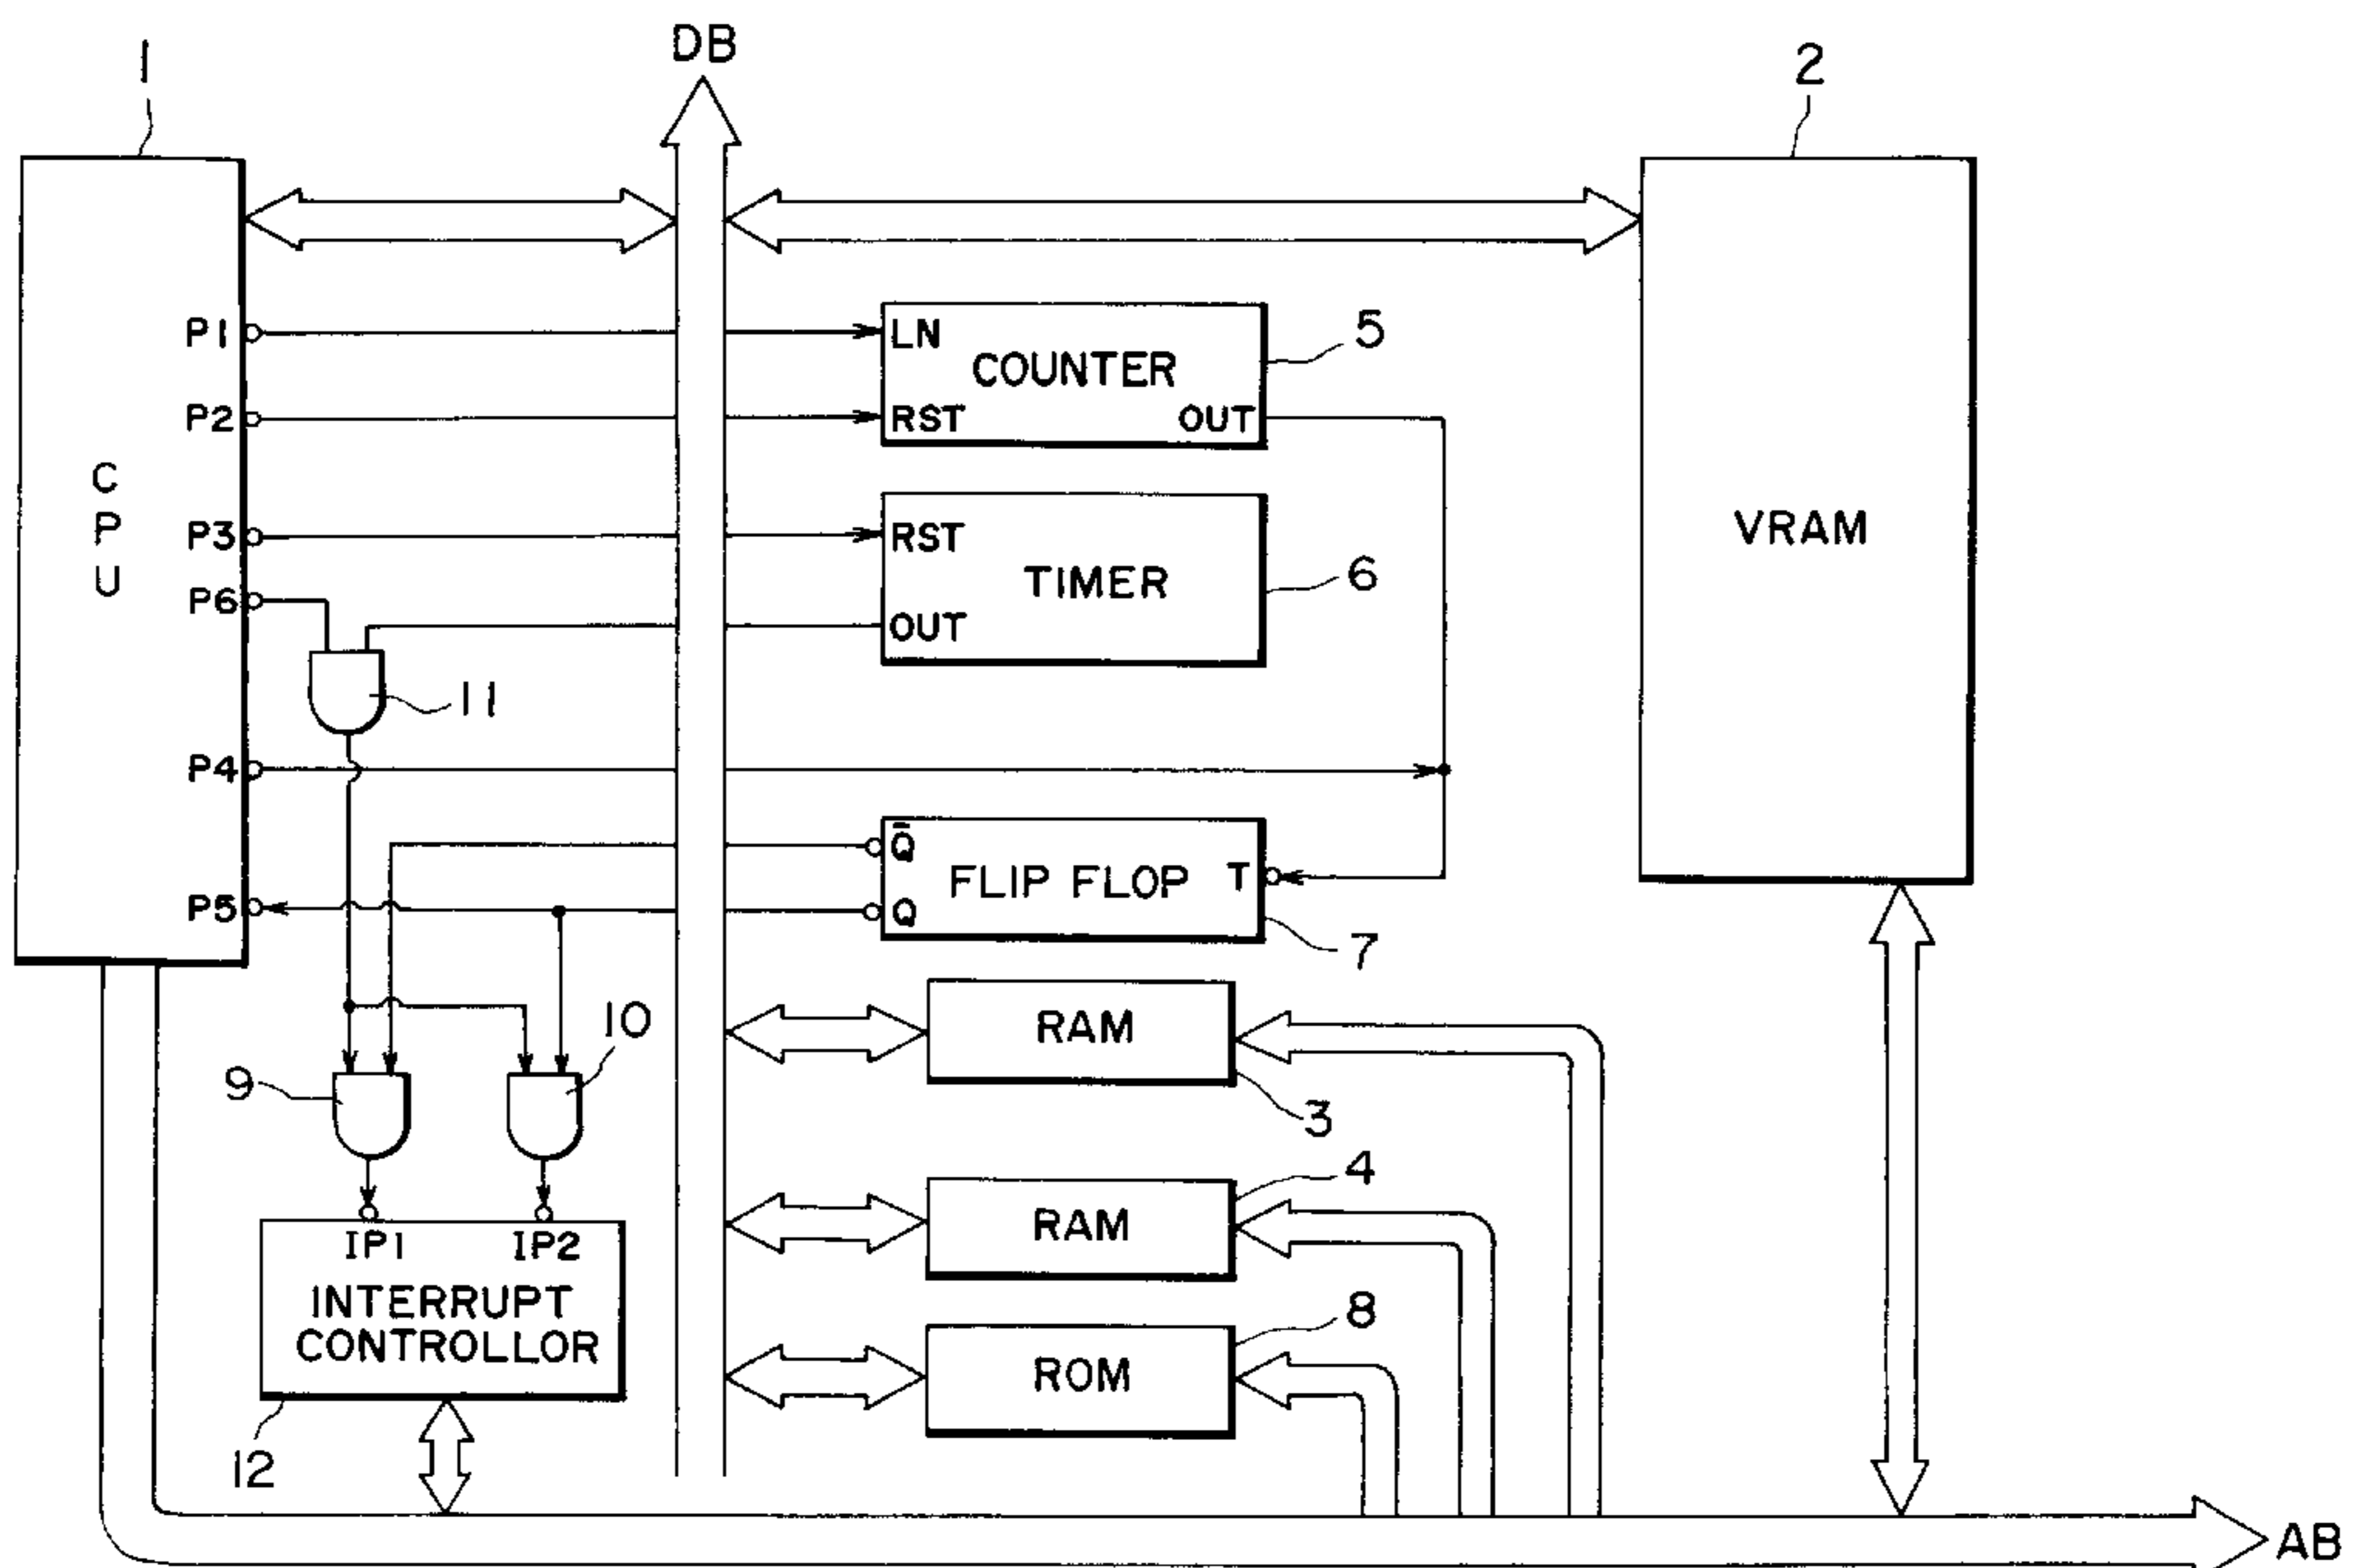 1
DB
2
CPU
P1
P2
P3
P6
P4
P5
LN
COUNTER
RST
OUT
5
RST
TIMER
OUT
6
VRAM
11
Q̄
FLIP FLOP
T
Q
7
RAM
3
9
10
RAM
4
IP1
IP2
INTERRUPT
CONTROLLOR
12
ROM
8
AB